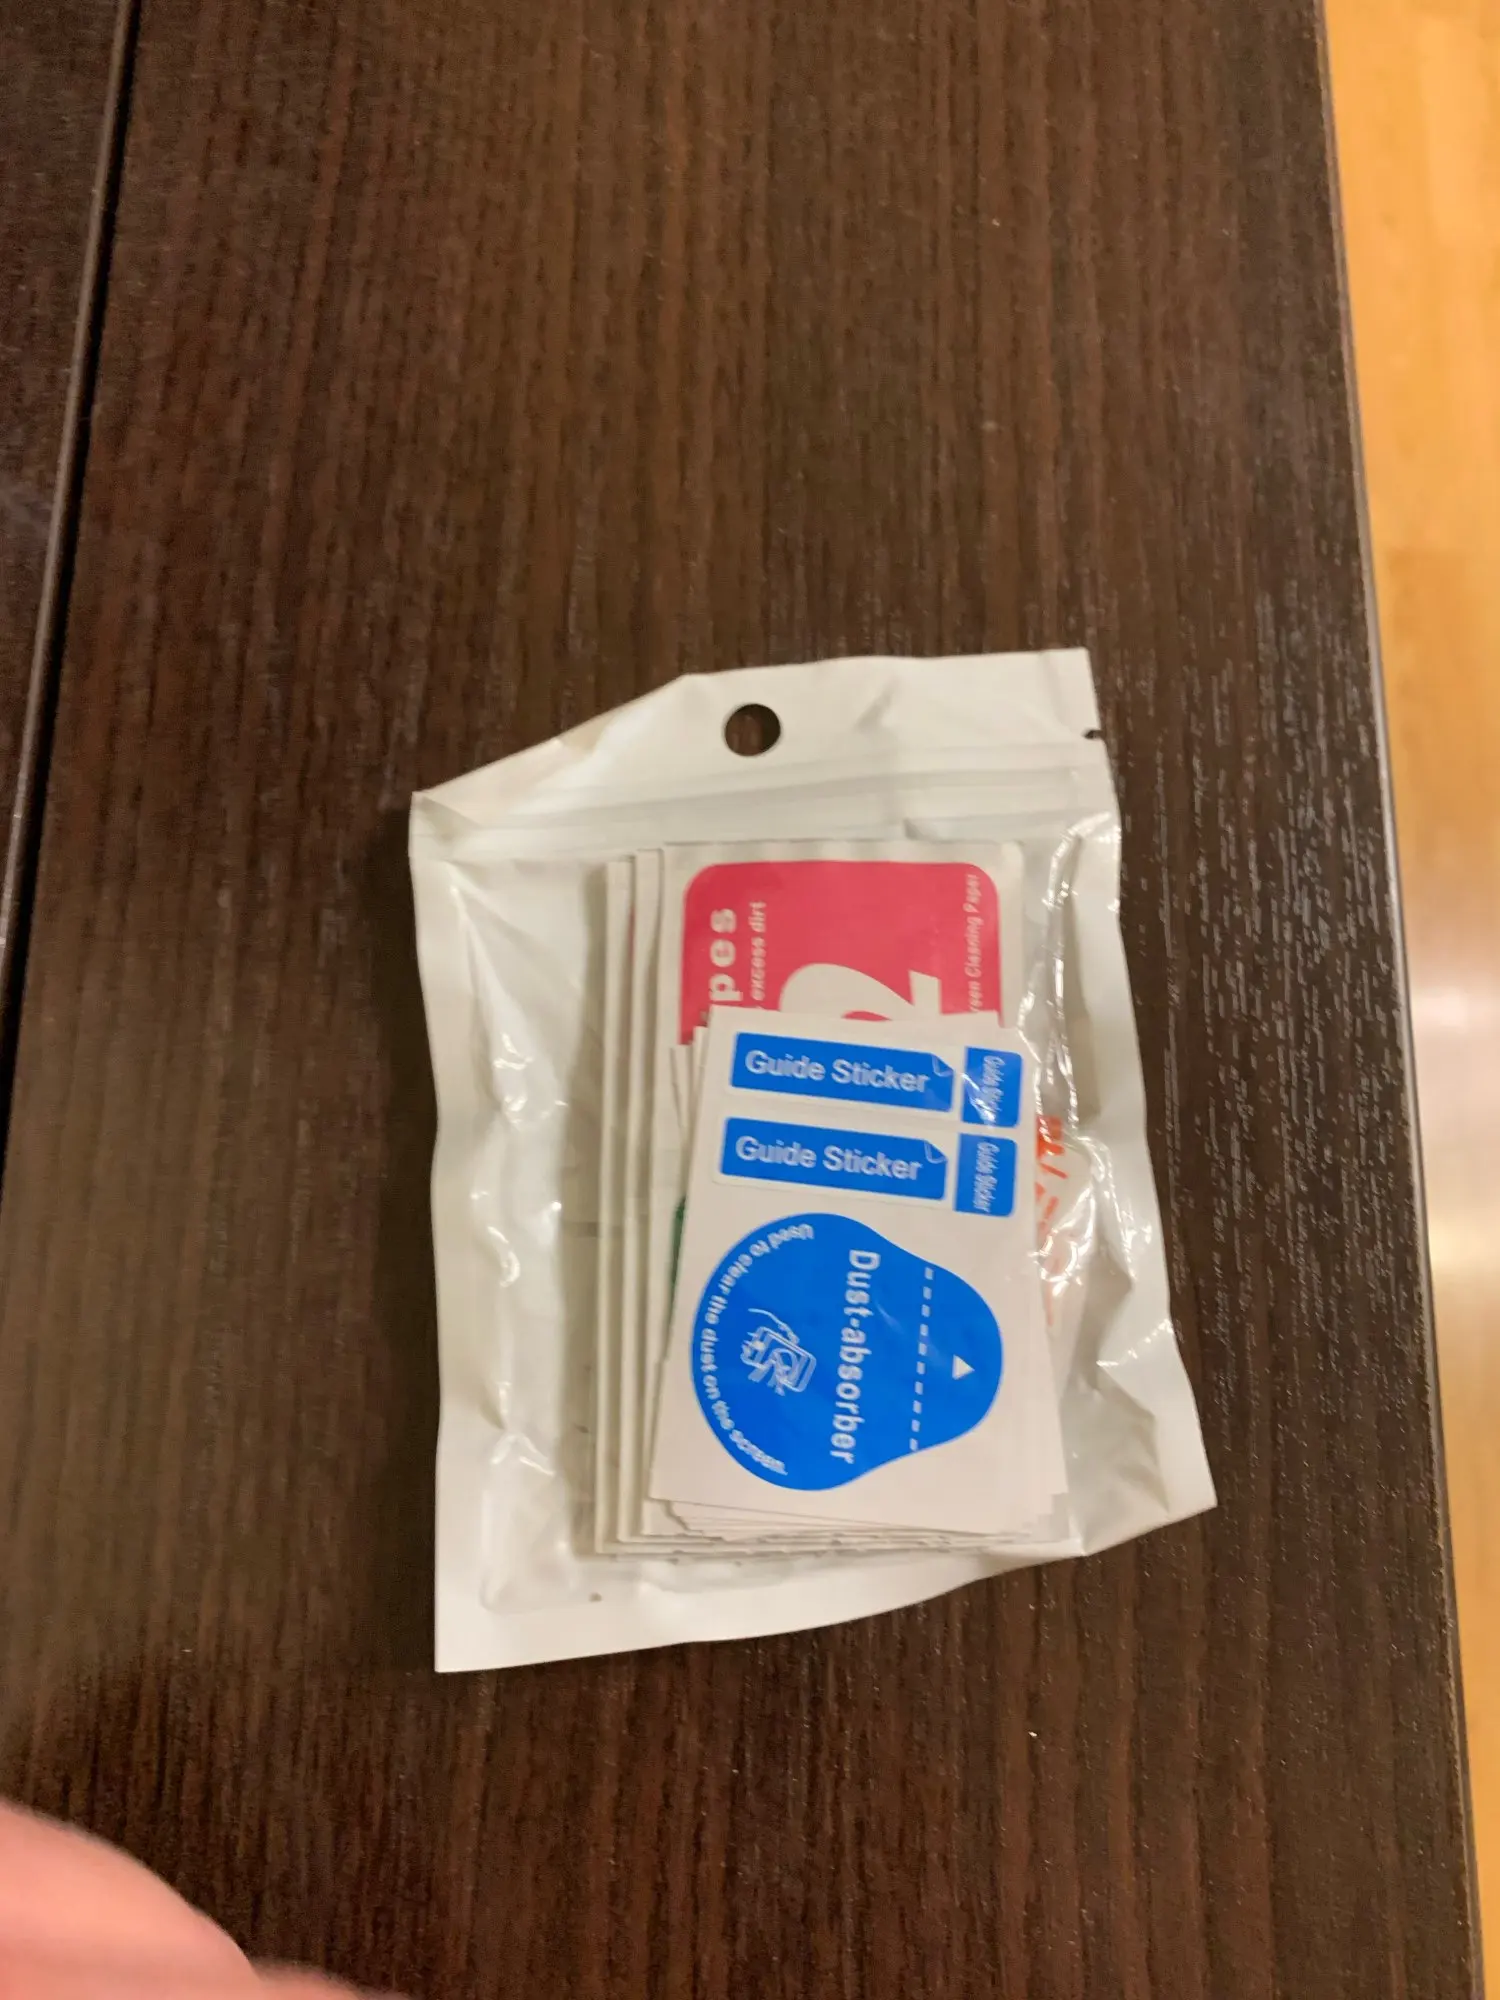 pes
excess dirt
2
Cleaning Paper
Guide Sticker
Guide Sticker
Guide Sticker
Guide Sticker
Dust-absorber
Used to clear the dust on the screen.